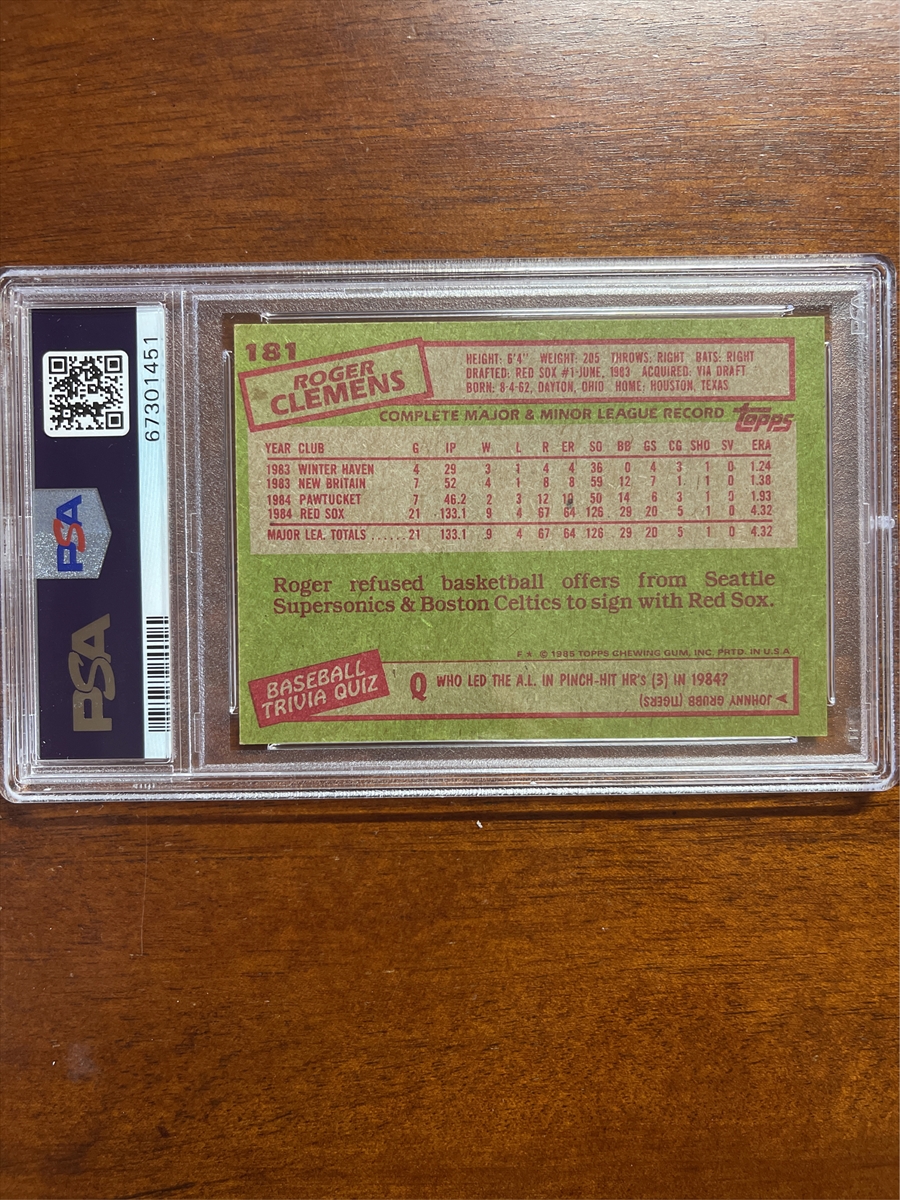 67301451
PSA
PSA
181
ROGER
CLEMENS
HEIGHT: 6'4" WEIGHT: 205 THROWS: RIGHT BATS: RIGHT
DRAFTED: RED SOX #1-JUNE, 1983 ACQUIRED: VIA DRAFT
BORN: 8-4-62, DAYTON, OHIO HOME: HOUSTON, TEXAS
COMPLETE MAJOR & MINOR LEAGUE RECORD topps
YEAR CLUB G IP W L R ER SO BB GS CG SHO SV ERA
1983 WINTER HAVEN 4 29 3 1 4 4 36 0 4 3 1 0 1.24
1983 NEW BRITAIN 7 52 4 1 8 8 59 12 7 1 1 0 1.38
1984 PAWTUCKET 7 46.2 2 3 12 10 50 14 6 3 1 0 1.93
1984 RED SOX 21 133.1 9 4 67 64 126 29 20 5 1 0 4.32
MAJOR LEA. TOTALS ......21 133.1 9 4 67 64 126 29 20 5 1 0 4.32
Roger refused basketball offers from Seattle
Supersonics & Boston Celtics to sign with Red Sox.
F★ © 1985 TOPPS CHEWING GUM, INC. PRTD. IN U.S.A.
BASEBALL
TRIVIA QUIZ
Q WHO LED THE A.L. IN PINCH-HIT HR's (3) IN 1984?
JOHNNY GRUBB (TIGERS)